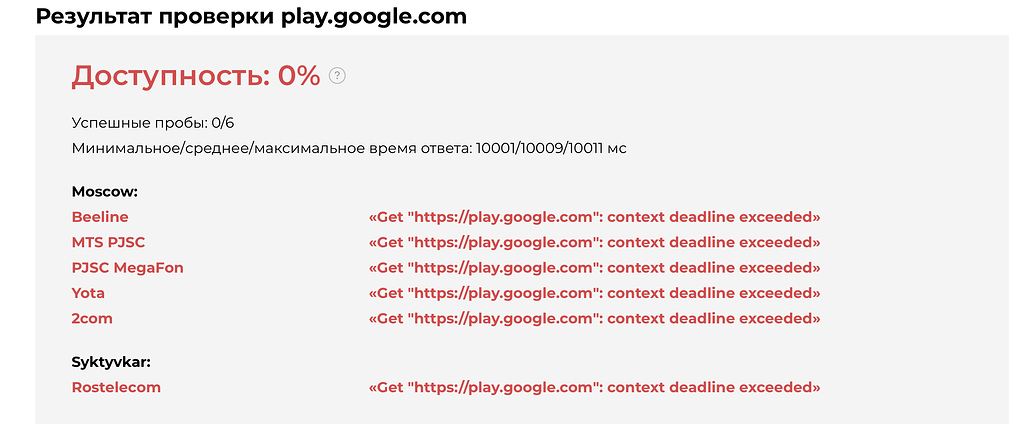 Результат проверки play.google.com
Доступность: 0% ?
Успешные пробы: 0/6
Минимальное/среднее/максимальное время ответа: 10001/10009/10011 мс
Moscow:
Beeline «Get "https://play.google.com": context deadline exceeded»
MTS PJSC «Get "https://play.google.com": context deadline exceeded»
PJSC MegaFon «Get "https://play.google.com": context deadline exceeded»
Yota «Get "https://play.google.com": context deadline exceeded»
2com «Get "https://play.google.com": context deadline exceeded»
Syktyvkar:
Rostelecom «Get "https://play.google.com": context deadline exceeded»